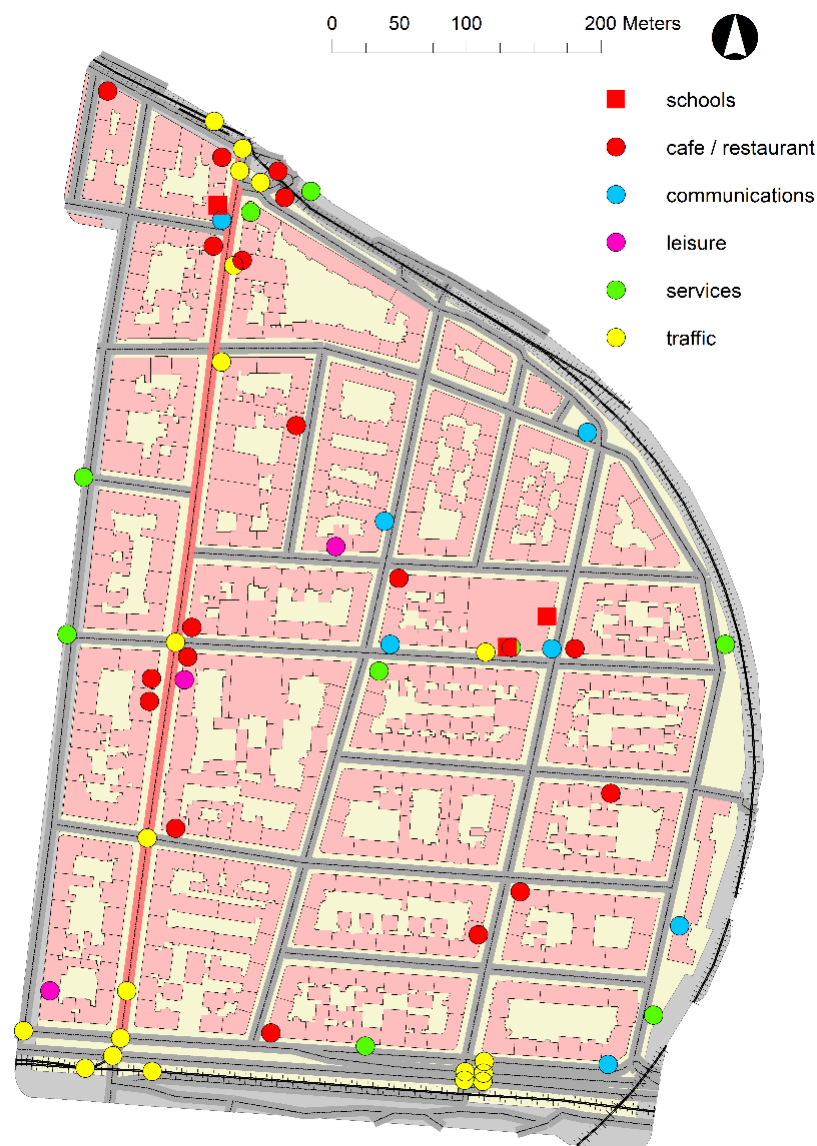 0 50 100 200 Meters
schools
cafe / restaurant
communications
leisure
services
traffic